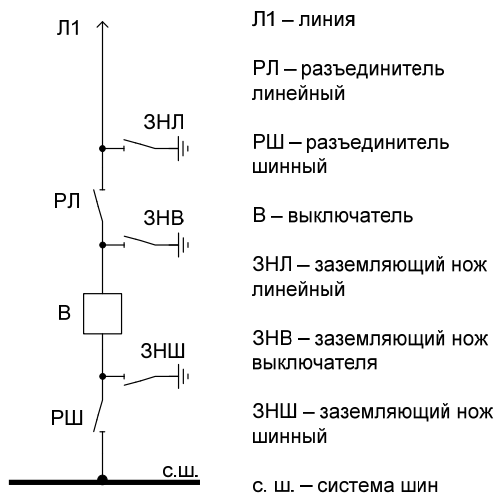 Л1
ЗНЛ
РЛ
ЗНВ
В
ЗНШ
РШ
с.ш.
Л1 – линия
РЛ – разъединитель
линейный
РШ – разъединитель
шинный
В – выключатель
ЗНЛ – заземляющий нож
линейный
ЗНВ – заземляющий нож
выключателя
ЗНШ – заземляющий нож
шинный
с. ш. – система шин